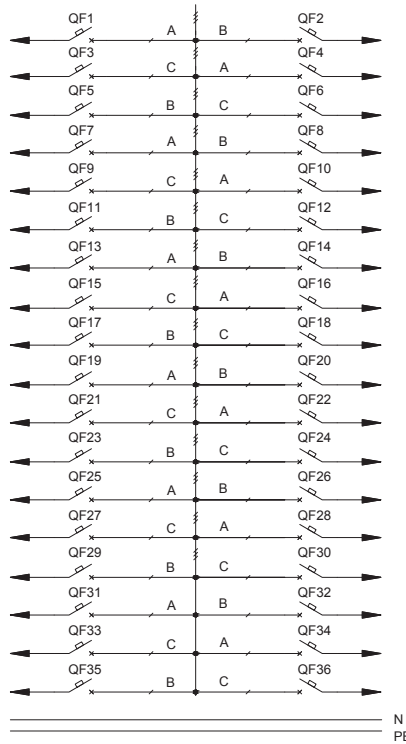 QF1 A B QF2
QF3 C A QF4
QF5 B C QF6
QF7 A B QF8
QF9 C A QF10
QF11 B C QF12
QF13 A B QF14
QF15 C A QF16
QF17 B C QF18
QF19 A B QF20
QF21 C A QF22
QF23 B C QF24
QF25 A B QF26
QF27 C A QF28
QF29 B C QF30
QF31 A B QF32
QF33 C A QF34
QF35 B C QF36
N
PE